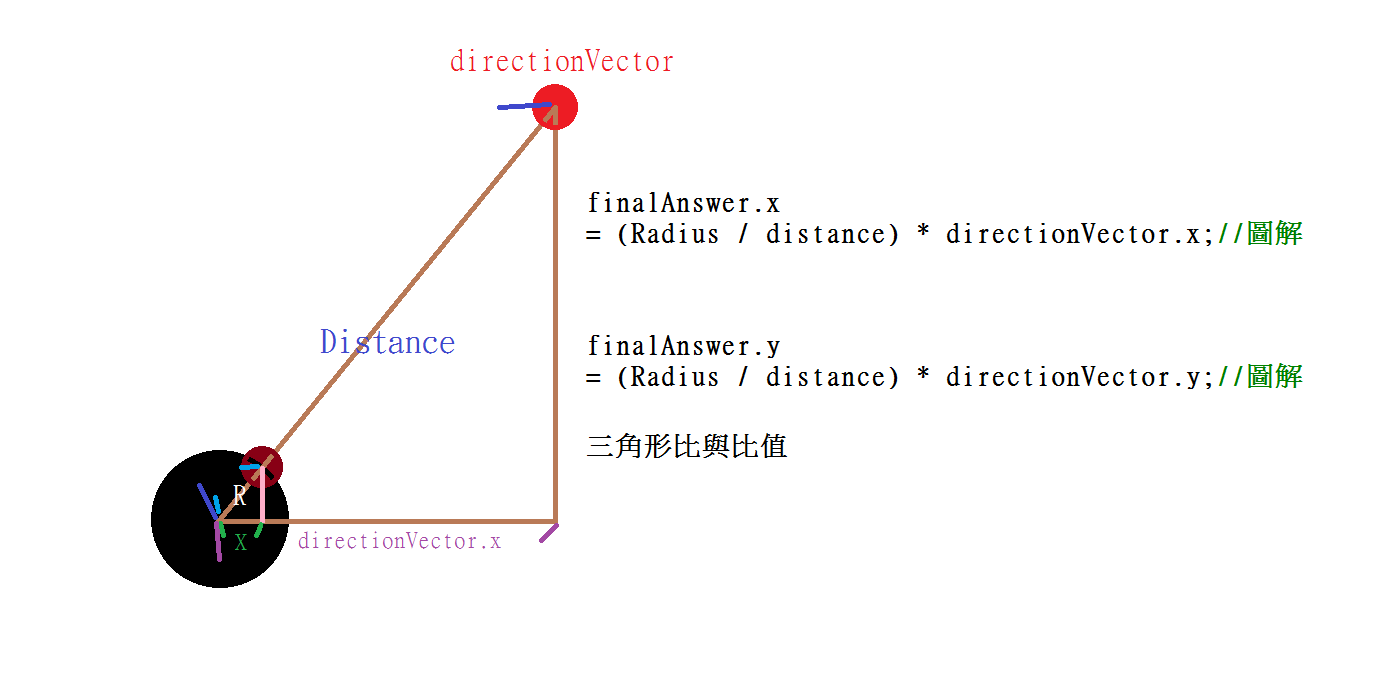 directionVector
finalAnswer.x
= (Radius / distance) * directionVector.x;//圖解
Distance
finalAnswer.y
= (Radius / distance) * directionVector.y;//圖解
三角形比與比值
R
X
directionVector.x